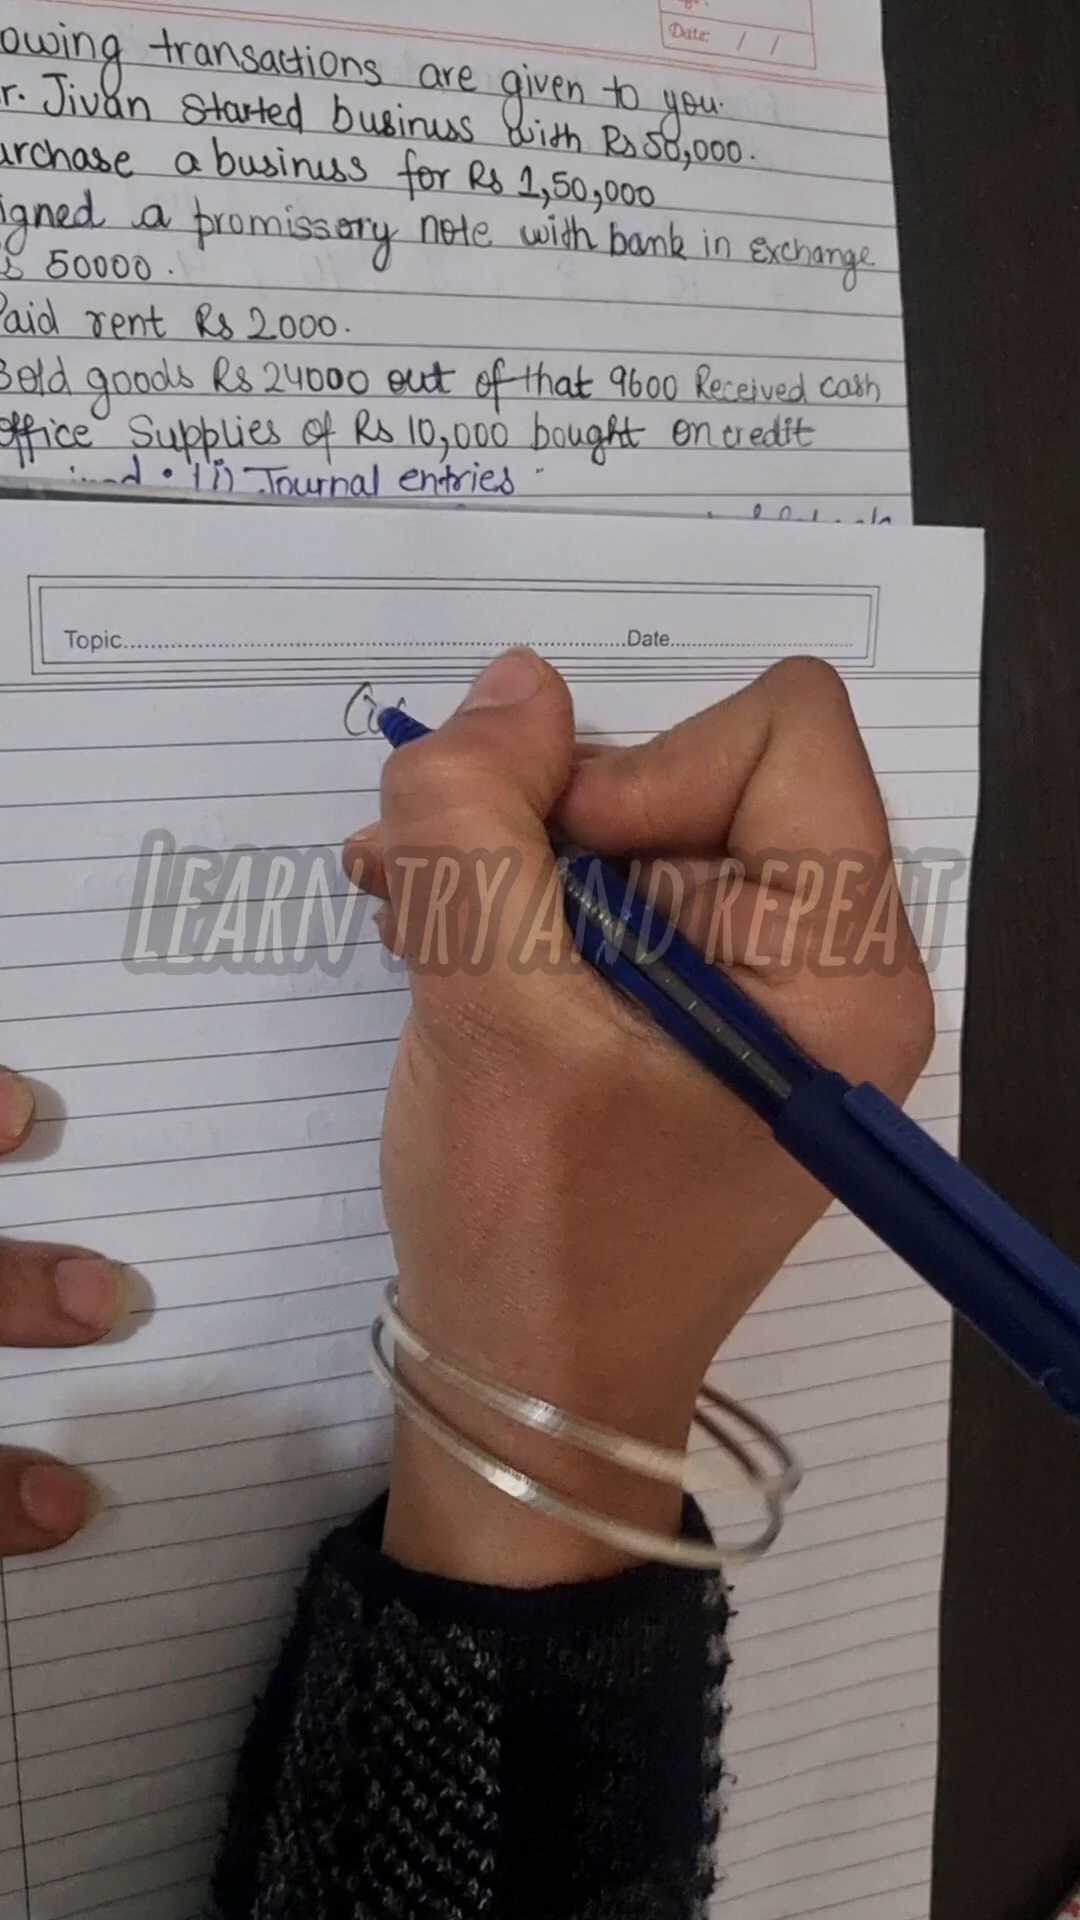 owing transactions are given to you.
r. Jivan started business with Rs 50,000.
urchase a business for Rs 1,50,000
igned a promissory note with bank in exchange
s 50000.
Paid rent Rs 2000.
Sold goods Rs 24000 out of that 9600 Received cash
office Supplies of Rs 10,000 bought on credit
(i) Journal entries
Date / /
Topic Date
LEARN TRY AND REPEAT